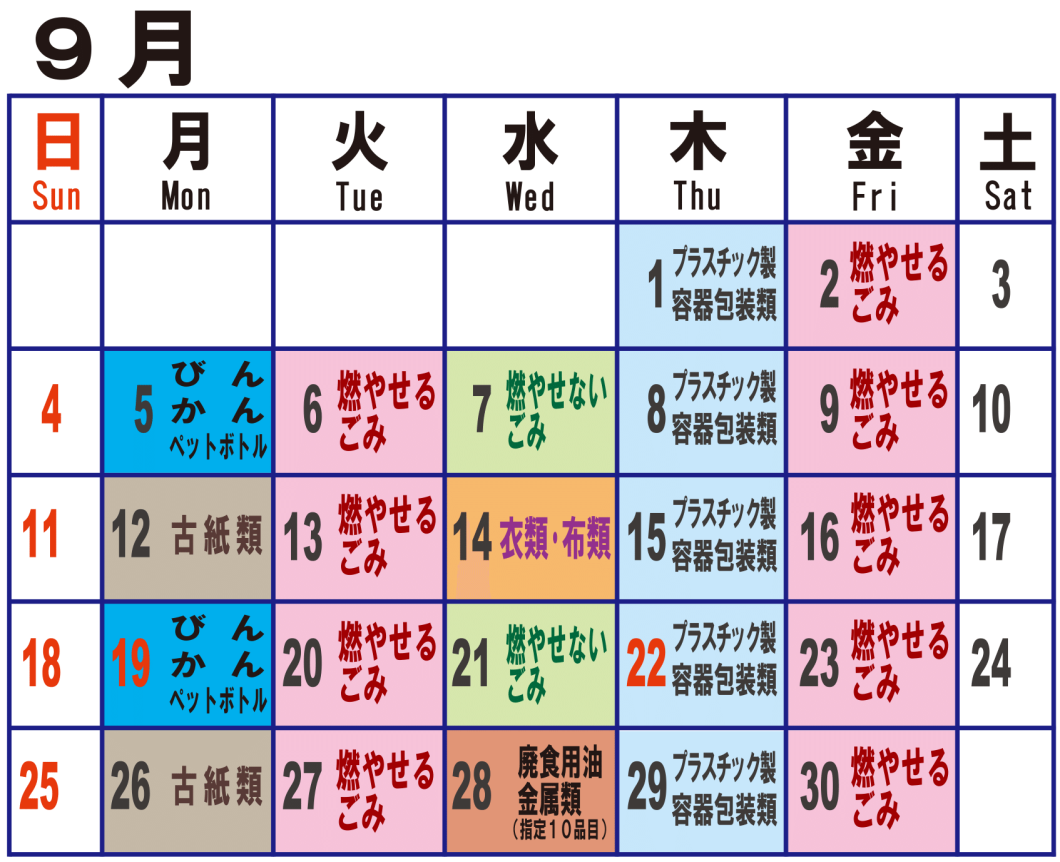 9月
日 月 火 水 木 金 土
Sun Mon Tue Wed Thu Fri Sat
1 プラスチック製
容器包装類
2 燃やせる
ごみ
3
4
5 びん
かん
ペットボトル
6 燃やせる
ごみ
7 燃やせない
ごみ
8 プラスチック製
容器包装類
9 燃やせる
ごみ
10
11
12 古紙類
13 燃やせる
ごみ
14 衣類・布類
15 プラスチック製
容器包装類
16 燃やせる
ごみ
17
18
19 びん
かん
ペットボトル
20 燃やせる
ごみ
21 燃やせない
ごみ
22 プラスチック製
容器包装類
23 燃やせる
ごみ
24
25
26 古紙類
27 燃やせる
ごみ
28 廃食用油
金属類
(指定10品目)
29 プラスチック製
容器包装類
30 燃やせる
ごみ